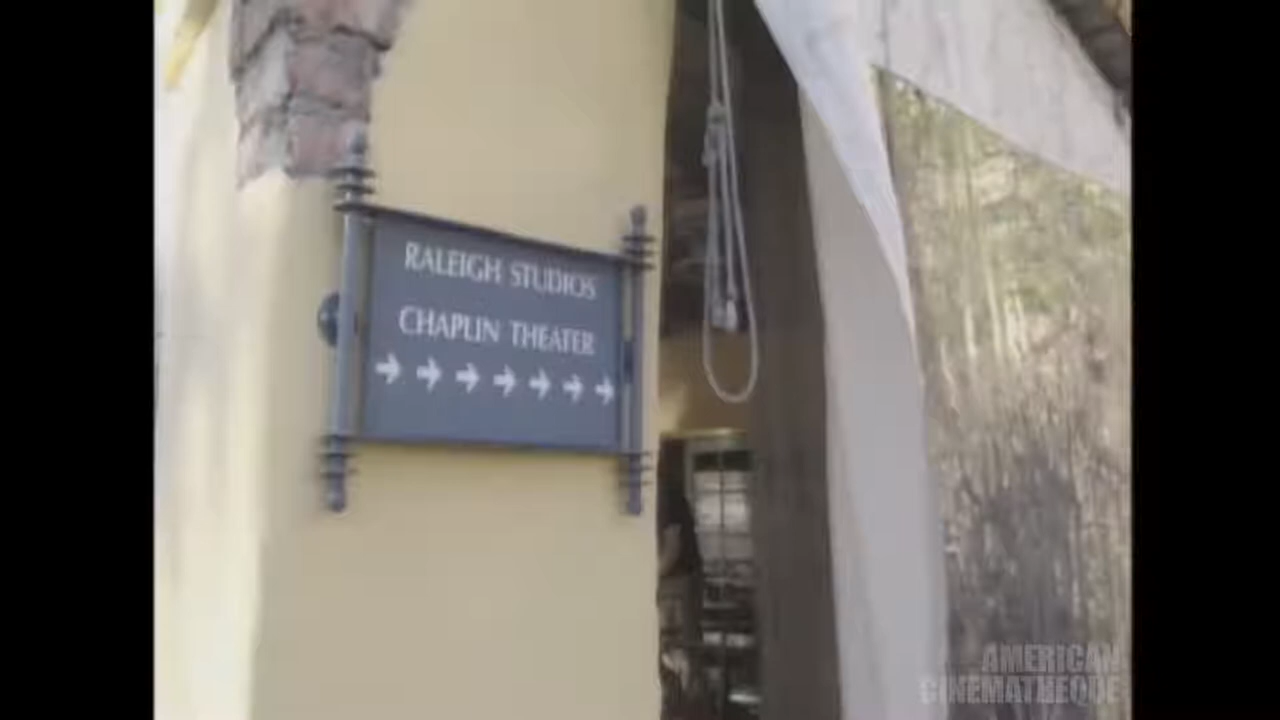 RALEIGH STUDIOS
CHAPLIN THEATER
→ → → → → → →
AMERICAN
CINEMATHEQUE